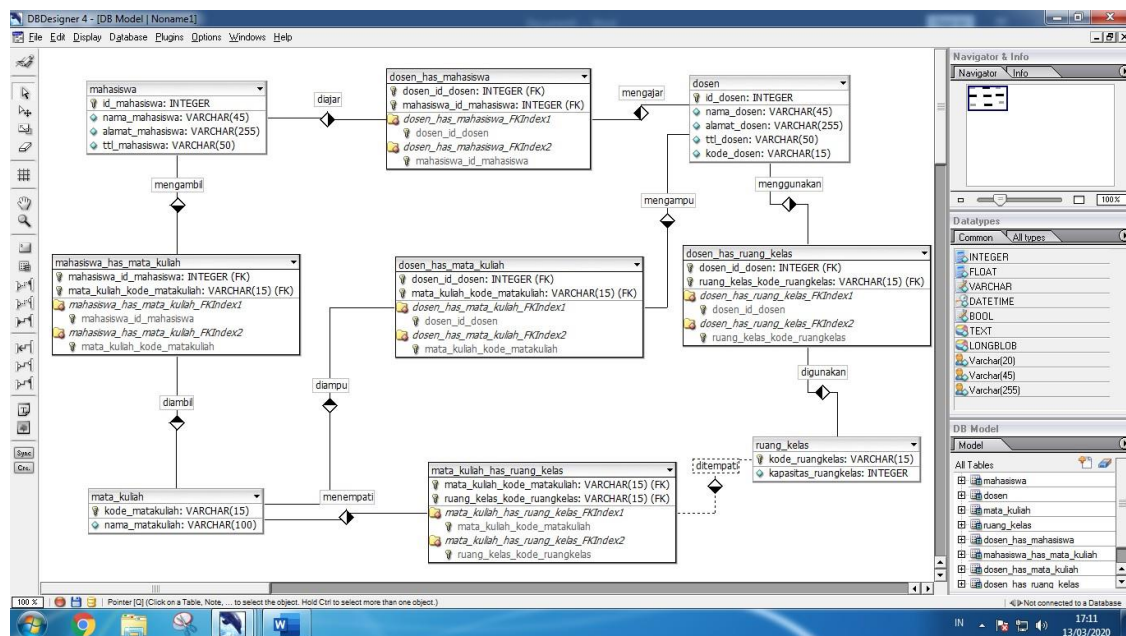 DBDesigner 4 - [DB Model | Noname1]
File Edit Display Database Plugins Options Windows Help
mahasiswa
id_mahasiswa: INTEGER
nama_mahasiswa: VARCHAR(45)
alamat_mahasiswa: VARCHAR(255)
ttl_mahasiswa: VARCHAR(50)
diajar
dosen_has_mahasiswa
dosen_id_dosen: INTEGER (FK)
mahasiswa_id_mahasiswa: INTEGER (FK)
dosen_has_mahasiswa_FKIndex1
dosen_id_dosen
dosen_has_mahasiswa_FKIndex2
mahasiswa_id_mahasiswa
mengajar
dosen
id_dosen: INTEGER
nama_dosen: VARCHAR(45)
alamat_dosen: VARCHAR(255)
ttl_dosen: VARCHAR(50)
kode_dosen: VARCHAR(15)
mengambil
mengampu
menggunakan
mahasiswa_has_mata_kuliah
mahasiswa_id_mahasiswa: INTEGER (FK)
mata_kuliah_kode_matakuliah: VARCHAR(15) (FK)
mahasiswa_has_mata_kuliah_FKIndex1
mahasiswa_id_mahasiswa
mahasiswa_has_mata_kuliah_FKIndex2
mata_kuliah_kode_matakuliah
dosen_has_mata_kuliah
dosen_id_dosen: INTEGER (FK)
mata_kuliah_kode_matakuliah: VARCHAR(15) (FK)
dosen_has_mata_kuliah_FKIndex1
dosen_id_dosen
dosen_has_mata_kuliah_FKIndex2
mata_kuliah_kode_matakuliah
dosen_has_ruang_kelas
dosen_id_dosen: INTEGER (FK)
ruang_kelas_kode_ruangkelas: VARCHAR(15) (FK)
dosen_has_ruang_kelas_FKIndex1
dosen_id_dosen
dosen_has_ruang_kelas_FKIndex2
ruang_kelas_kode_ruangkelas
diambil
diampu
digunakan
mata_kuliah
kode_matakuliah: VARCHAR(15)
nama_matakuliah: VARCHAR(100)
menempati
mata_kuliah_has_ruang_kelas
mata_kuliah_kode_matakuliah: VARCHAR(15) (FK)
ruang_kelas_kode_ruangkelas: VARCHAR(15) (FK)
mata_kuliah_has_ruang_kelas_FKIndex1
mata_kuliah_kode_matakuliah
mata_kuliah_has_ruang_kelas_FKIndex2
ruang_kelas_kode_ruangkelas
ditempati
ruang_kelas
kode_ruangkelas: VARCHAR(15)
kapasitas_ruangkelas: INTEGER
Navigator & Info
Navigator Info
100%
Datatypes
Common All types
INTEGER
FLOAT
VARCHAR
DATETIME
BOOL
TEXT
LONGBLOB
Varchar(20)
Varchar(45)
Varchar(255)
DB Model
Model
All Tables
mahasiswa
dosen
mata_kuliah
ruang_kelas
dosen_has_mahasiswa
mahasiswa_has_mata_kuliah
dosen_has_mata_kuliah
dosen has ruang kelas
Sync
100 % Pointer [Q] (Click on a Table, Note, ... to select the object. Hold Ctrl to select more than one object.)
Not connected to a Database
IN 17:11
13/03/2020